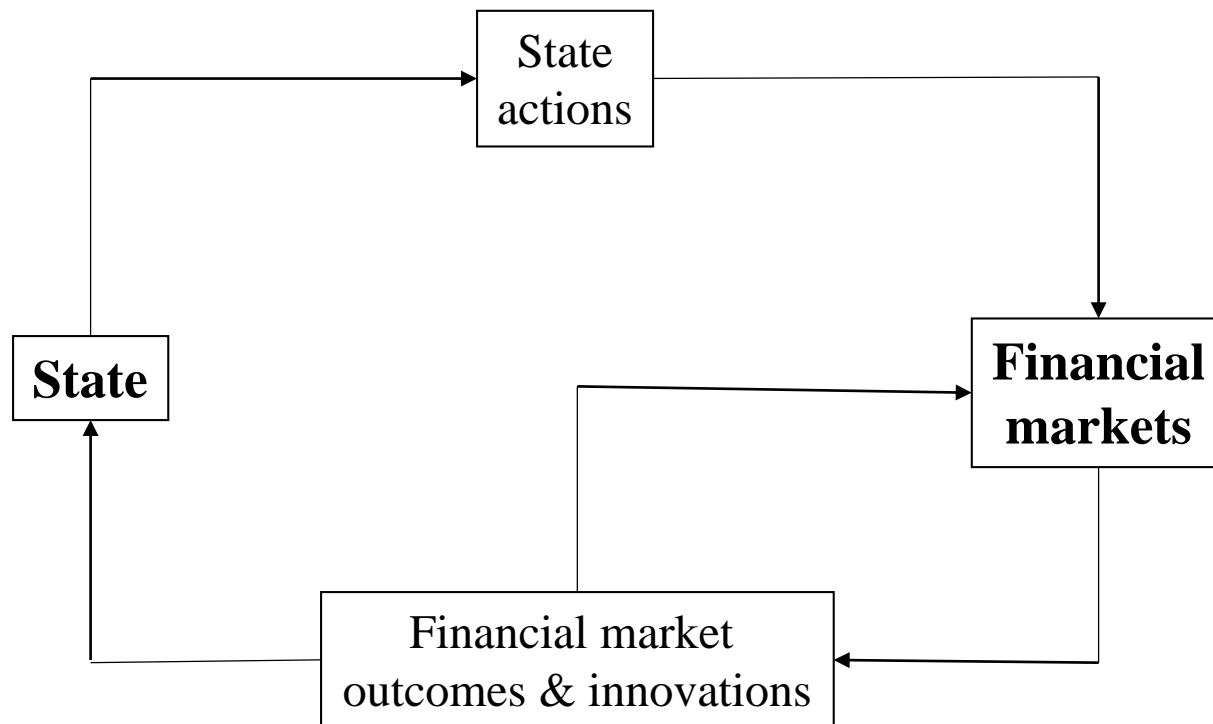 State
actions
State
Financial
markets
Financial market
outcomes & innovations